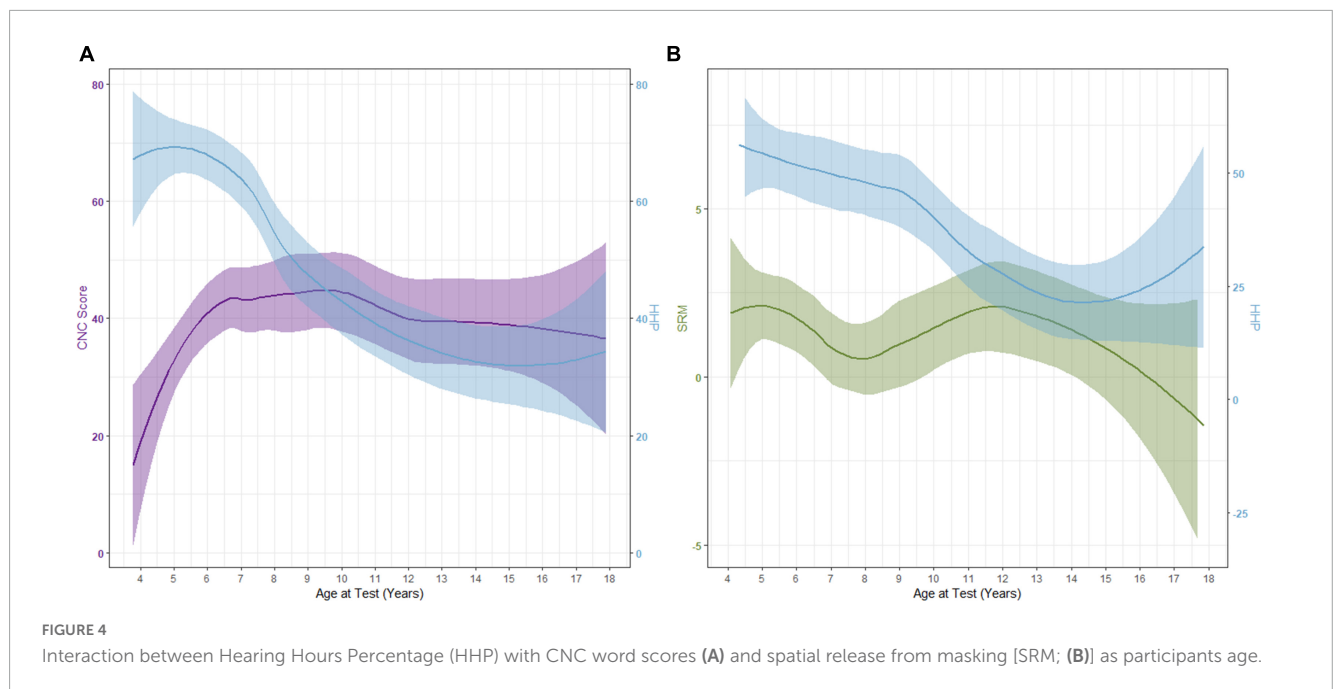 A
B
80
60
40
20
0
CNC Score
80
60
40
20
0
HHP
4 5 6 7 8 9 10 11 12 13 14 15 16 17 18
Age at Test (Years)
5
0
-5
SRM
50
25
0
-25
HHP
4 5 6 7 8 9 10 11 12 13 14 15 16 17 18
Age at Test (Years)
FIGURE 4
Interaction between Hearing Hours Percentage (HHP) with CNC word scores (A) and spatial release from masking [SRM; (B)] as participants age.